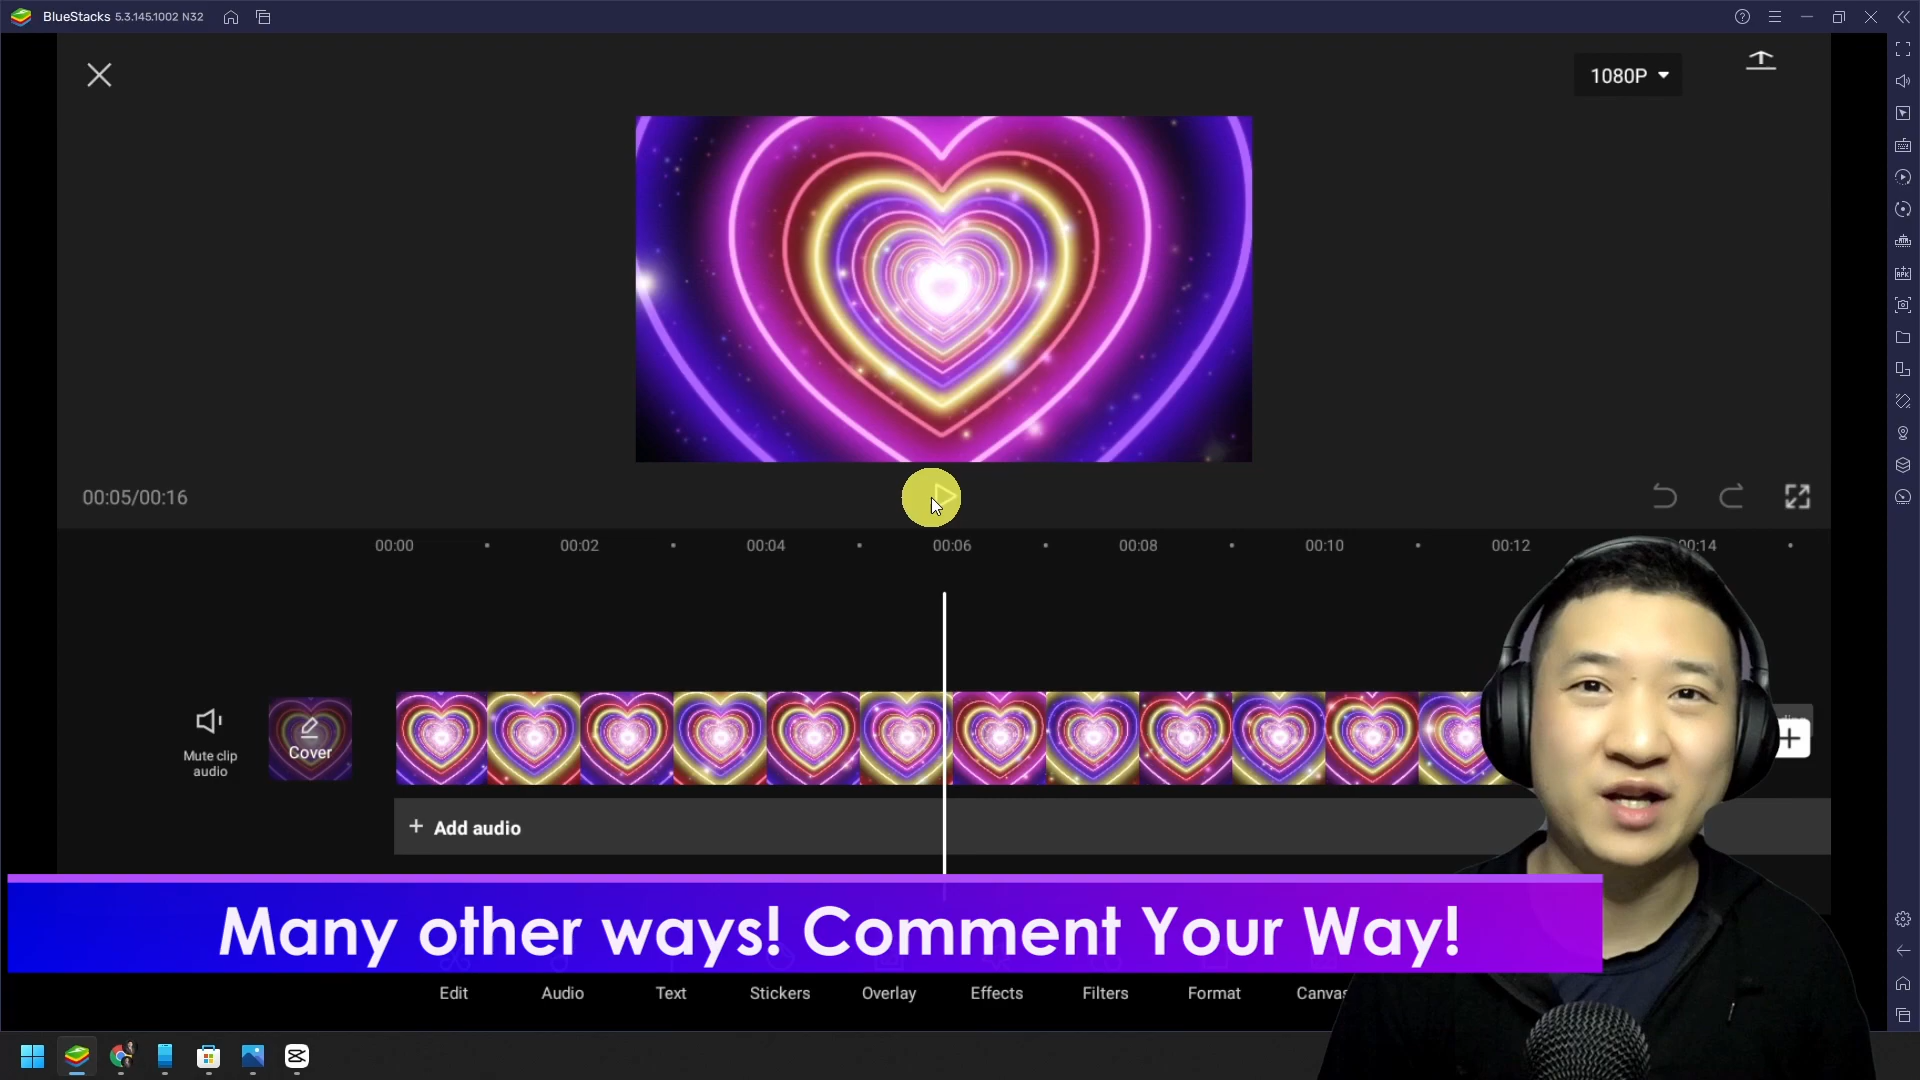 BlueStacks 5.3.145.1002 N32
1080P
00:05/00:16
00:00 00:02 00:04 00:06 00:08 00:10 00:12 00:14
Mute clip
audio
Cover
+ Add audio
Many other ways! Comment Your Way!
Edit Audio Text Stickers Overlay Effects Filters Format Canvas